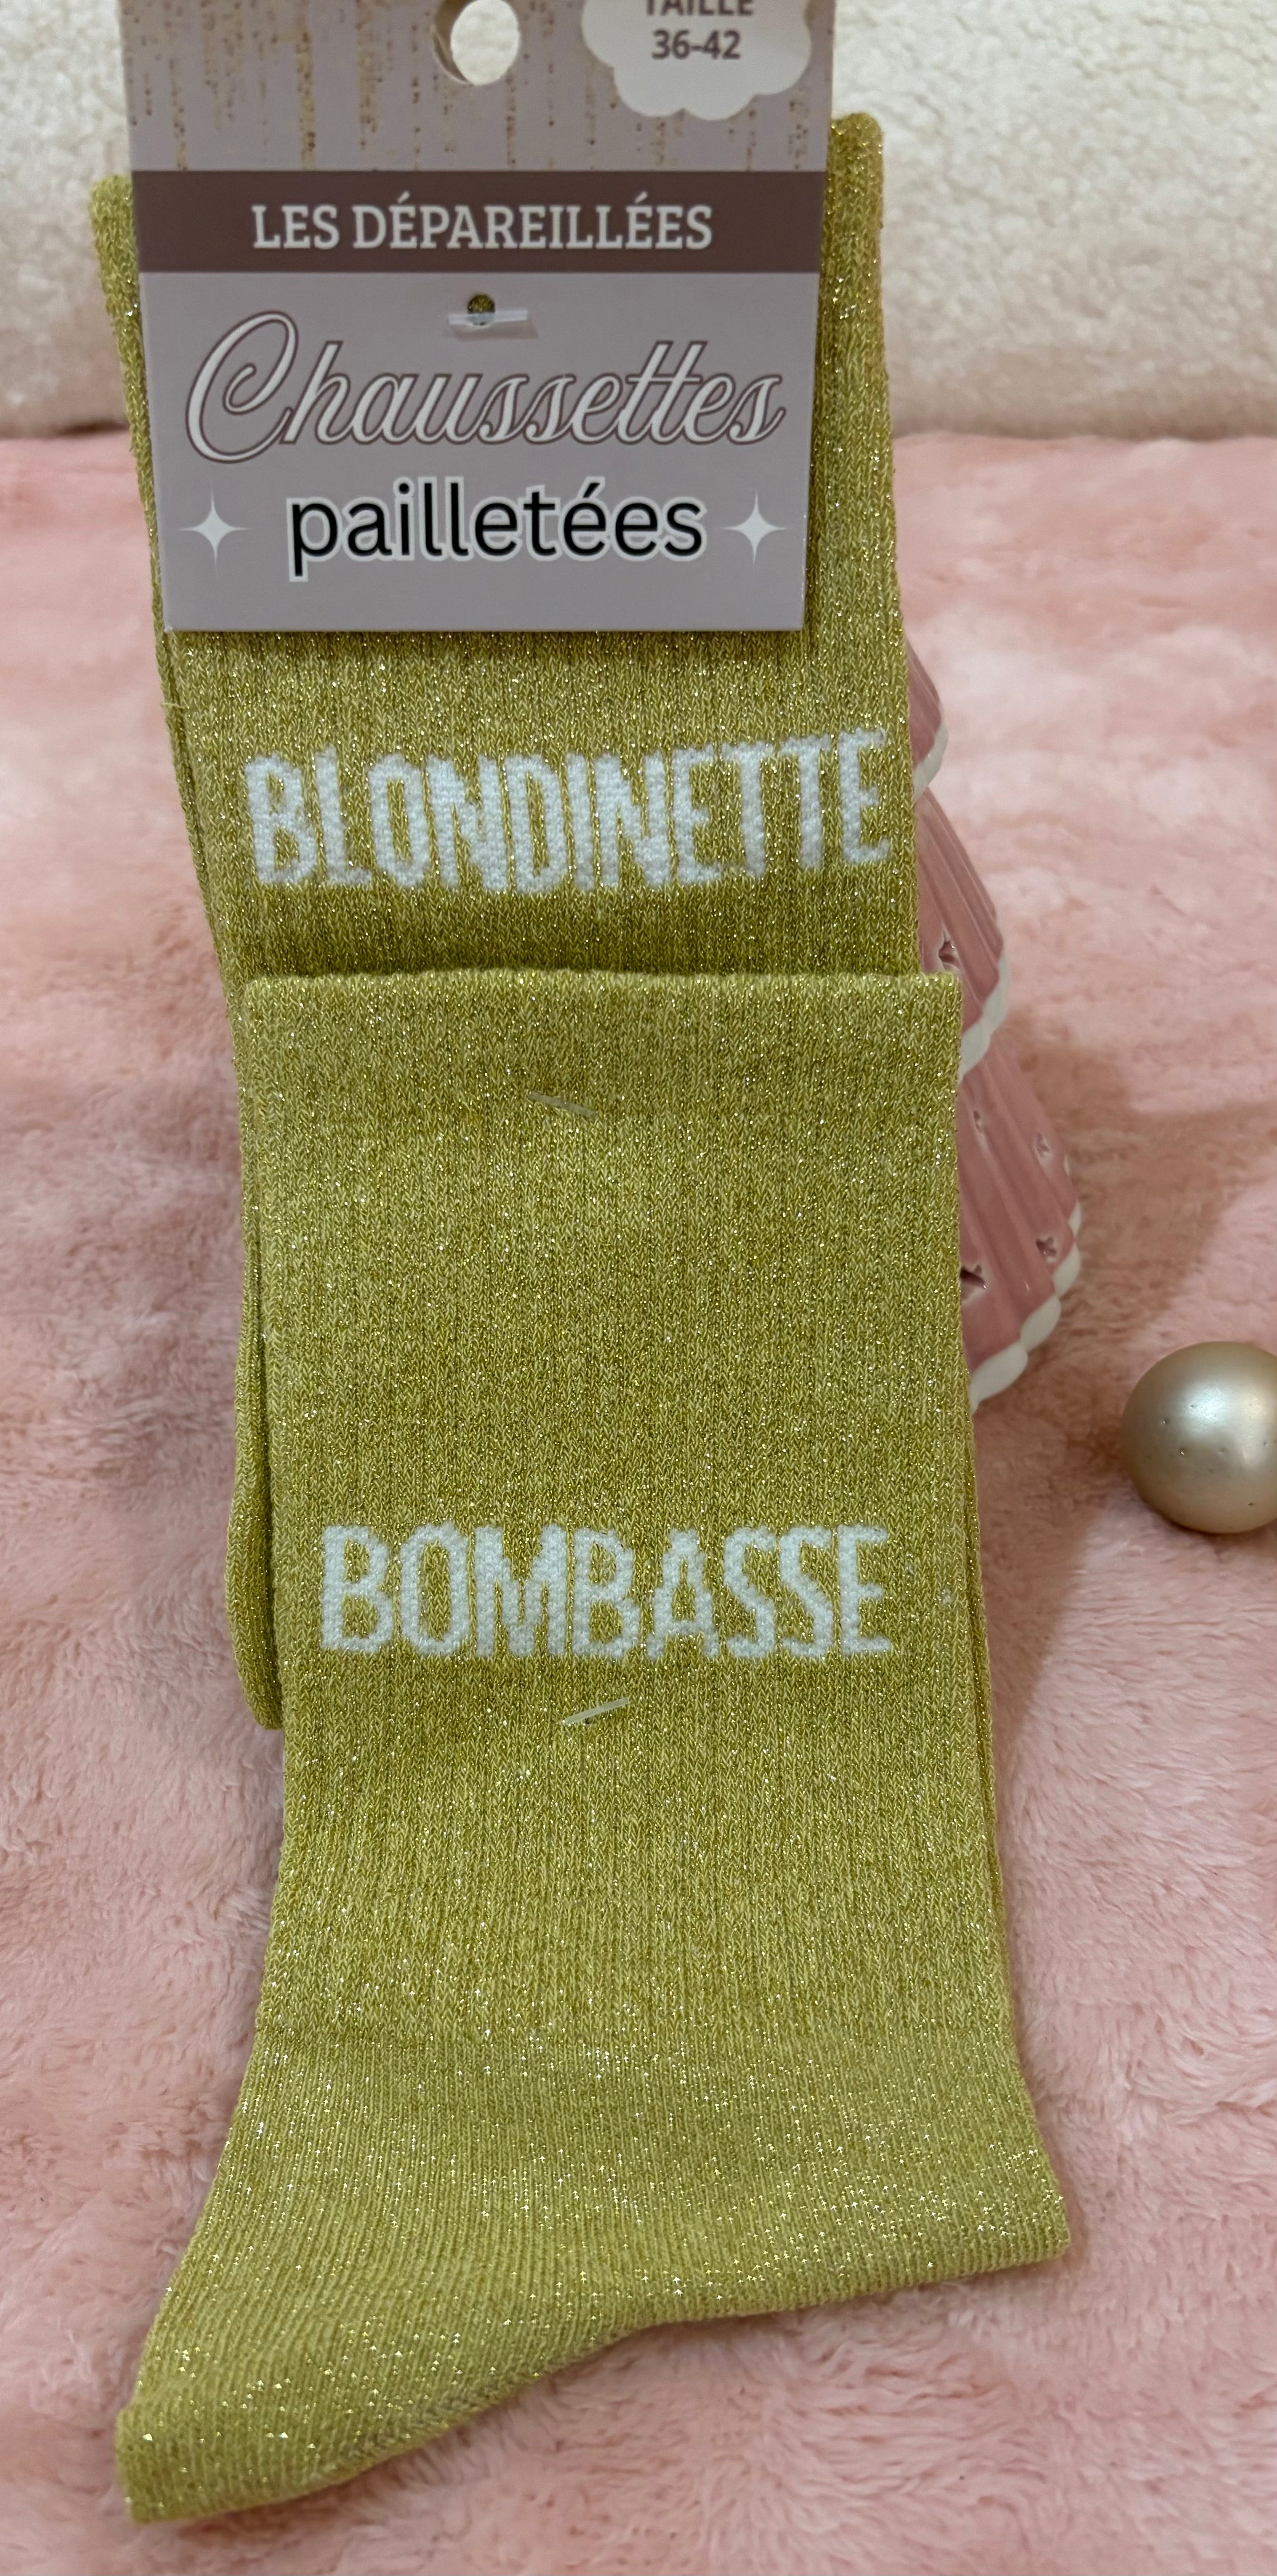 TAILLE
36-42
LES DÉPAREILLÉES
Chaussettes
pailletées
BLONDINETTE
BOMBASSE